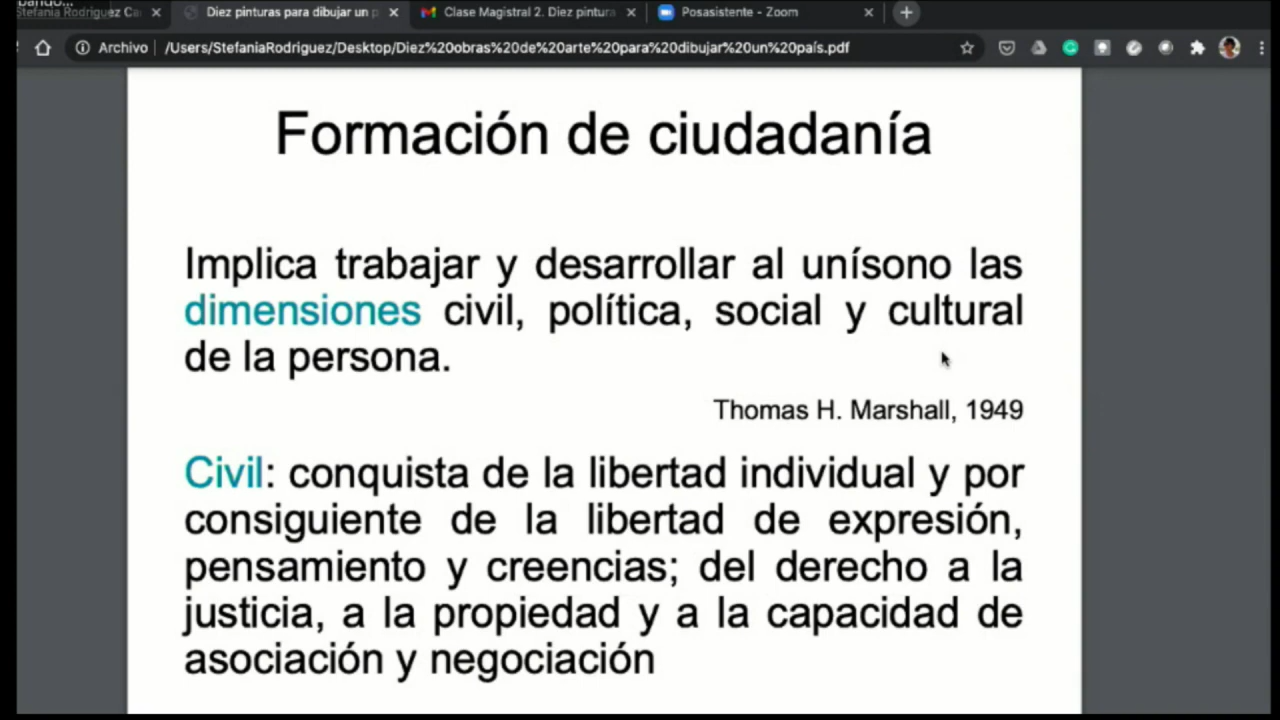 Stefania Rodriguez Ca
Diez pinturas para dibujar un p
Clase Magistral 2. Diez pintura
Posasistente - Zoom
Archivo
/Users/StefaniaRodriguez/Desktop/Diez%20obras%20de%20arte%20para%20dibujar%20un%20país.pdf
Formación de ciudadanía
Implica trabajar y desarrollar al unísono las
dimensiones civil, política, social y cultural
de la persona.
Thomas H. Marshall, 1949
Civil: conquista de la libertad individual y por
consiguiente de la libertad de expresión,
pensamiento y creencias; del derecho a la
justicia, a la propiedad y a la capacidad de
asociación y negociación